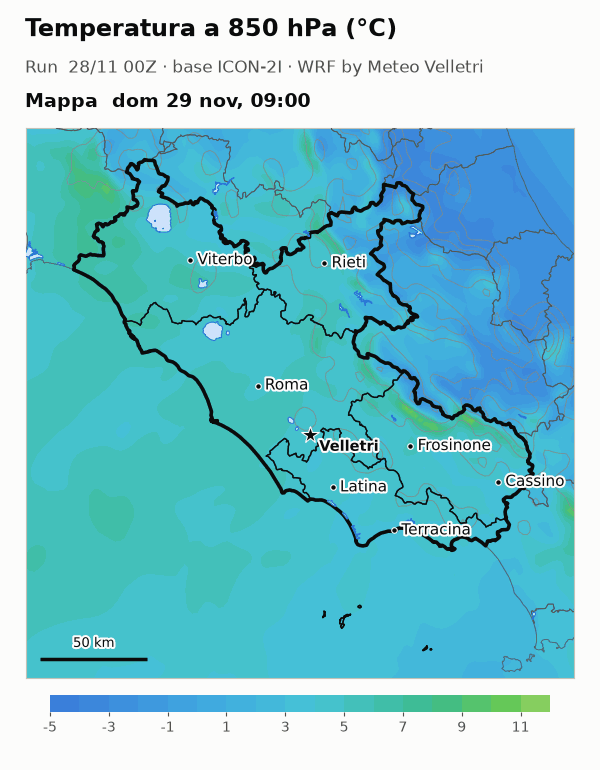 Temperatura a 850 hPa (°C)
Run  28/11 00Z · base ICON-2I · WRF by Meteo Velletri
Mappa  dom 29 nov, 09:00
Viterbo
Rieti
Roma
Velletri
Frosinone
Cassino
Latina
Terracina
50 km
-5 -3 -1 1 3 5 7 9 11